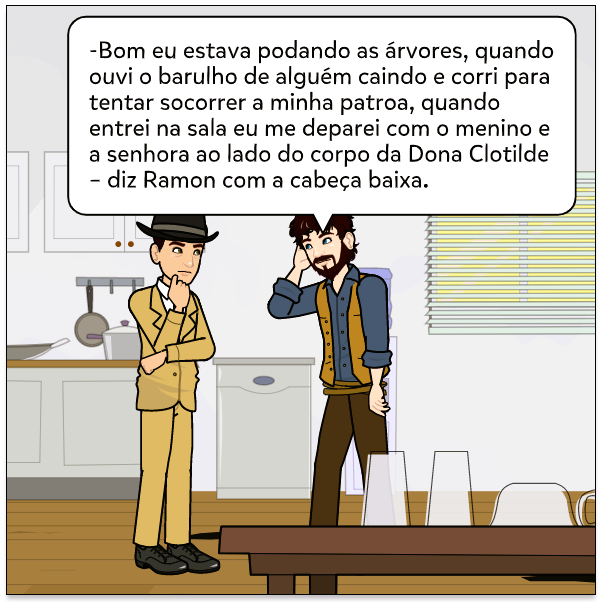 -Bom eu estava podando as árvores, quando
ouvi o barulho de alguém caindo e corri para
tentar socorrer a minha patroa, quando
entrei na sala eu me deparei com o menino e
a senhora ao lado do corpo da Dona Clotilde
– diz Ramon com a cabeça baixa.